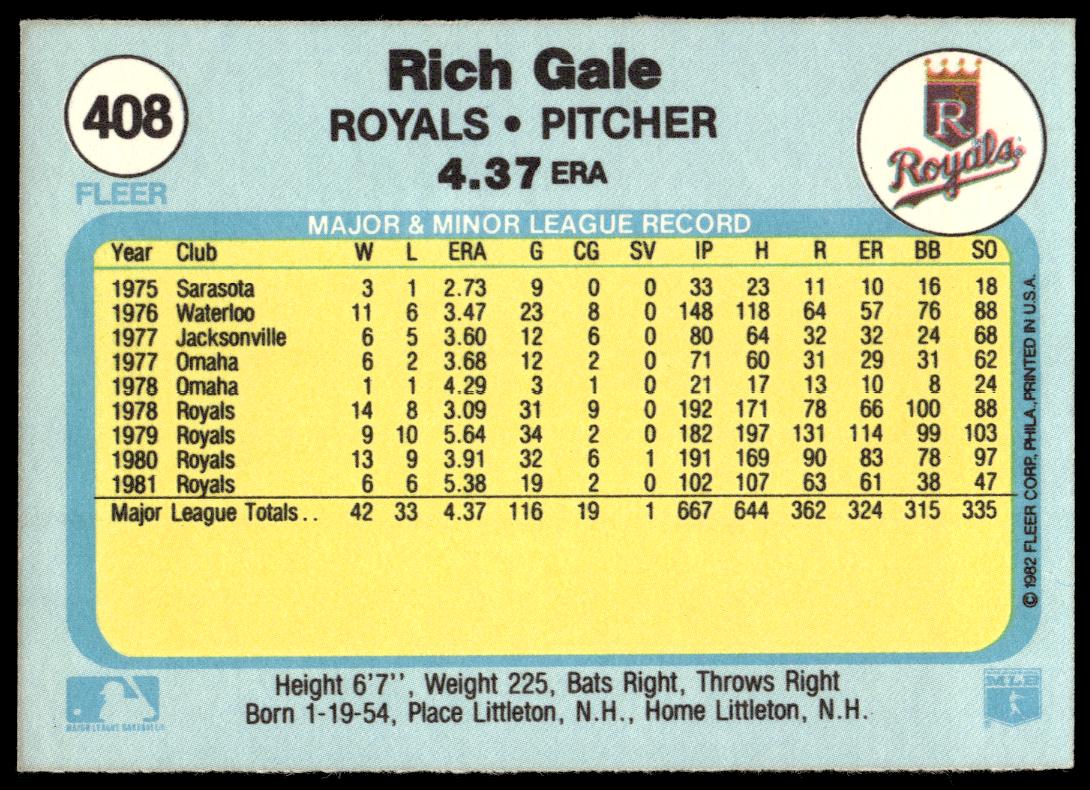 Rich Gale
408
ROYALS • PITCHER
4.37 ERA
R
Royals
FLEER
MAJOR & MINOR LEAGUE RECORD
Year Club W L ERA G CG SV IP H R ER BB SO
1975 Sarasota 3 1 2.73 9 0 0 33 23 11 10 16 18
1976 Waterloo 11 6 3.47 23 8 0 148 118 64 57 76 88
1977 Jacksonville 6 5 3.60 12 6 0 80 64 32 32 24 68
1977 Omaha 6 2 3.68 12 2 0 71 60 31 29 31 62
1978 Omaha 1 1 4.29 3 1 0 21 17 13 10 8 24
1978 Royals 14 8 3.09 31 9 0 192 171 78 66 100 88
1979 Royals 9 10 5.64 34 2 0 182 197 131 114 99 103
1980 Royals 13 9 3.91 32 6 1 191 169 90 83 78 97
1981 Royals 6 6 5.38 19 2 0 102 107 63 61 38 47
Major League Totals.. 42 33 4.37 116 19 1 667 644 362 324 315 335
© 1982 FLEER CORP., PHILA., PRINTED IN U.S.A.
Height 6'7'', Weight 225, Bats Right, Throws Right
Born 1-19-54, Place Littleton, N.H., Home Littleton, N.H.
MAJOR LEAGUE BASEBALL
MLB